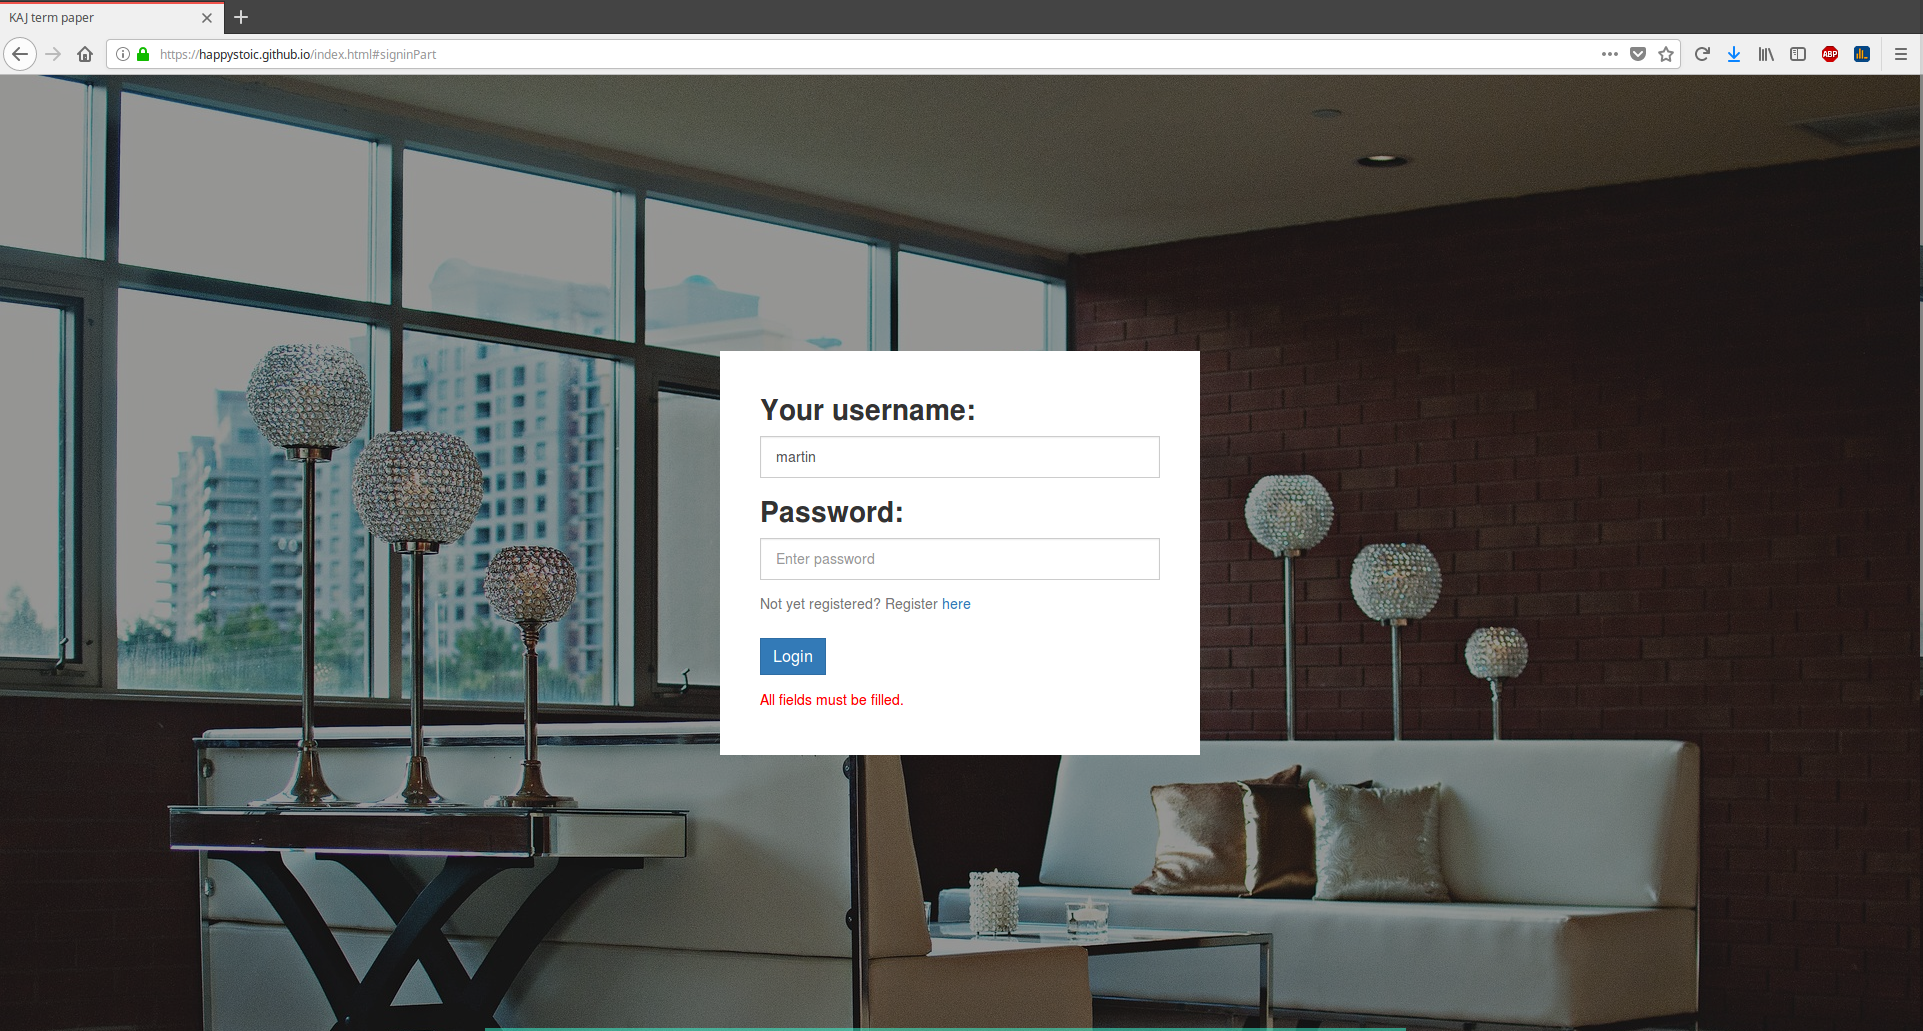 KAJ term paper
https://happystoic.github.io/index.html#signinPart
ABP
Your username:
martin
Password:
Enter password
Not yet registered? Register here
Login
All fields must be filled.